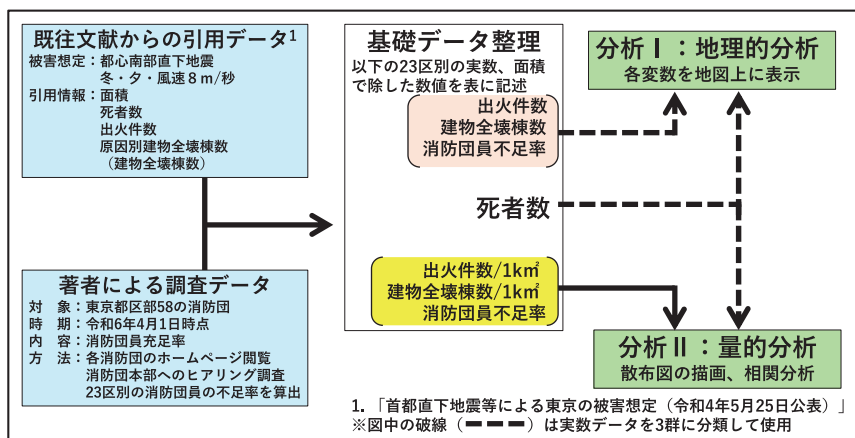 既往文献からの引用データ1
被害想定：都心南部直下地震
冬・夕・風速８ｍ/秒
引用情報：面積
死者数
出火件数
原因別建物全壊棟数
（建物全壊棟数）
著者による調査データ
対　象：東京都区部58の消防団
時　期：令和6年4月1日時点
内　容：消防団員充足率
方　法：各消防団のホームページ閲覧
消防団本部へのヒアリング調査
23区別の消防団員の不足率を算出
基礎データ整理
以下の23区別の実数、面積
で除した数値を表に記述
出火件数
建物全壊棟数
消防団員不足率
死者数
出火件数/1k㎡
建物全壊棟数/1k㎡
消防団員不足率
分析Ⅰ：地理的分析
各変数を地図上に表示
分析Ⅱ：量的分析
散布図の描画、相関分析
1. 「首都直下地震等による東京の被害想定（令和4年5月25日公表）」
※図中の破線（━ ━ ━）は実数データを3群に分類して使用